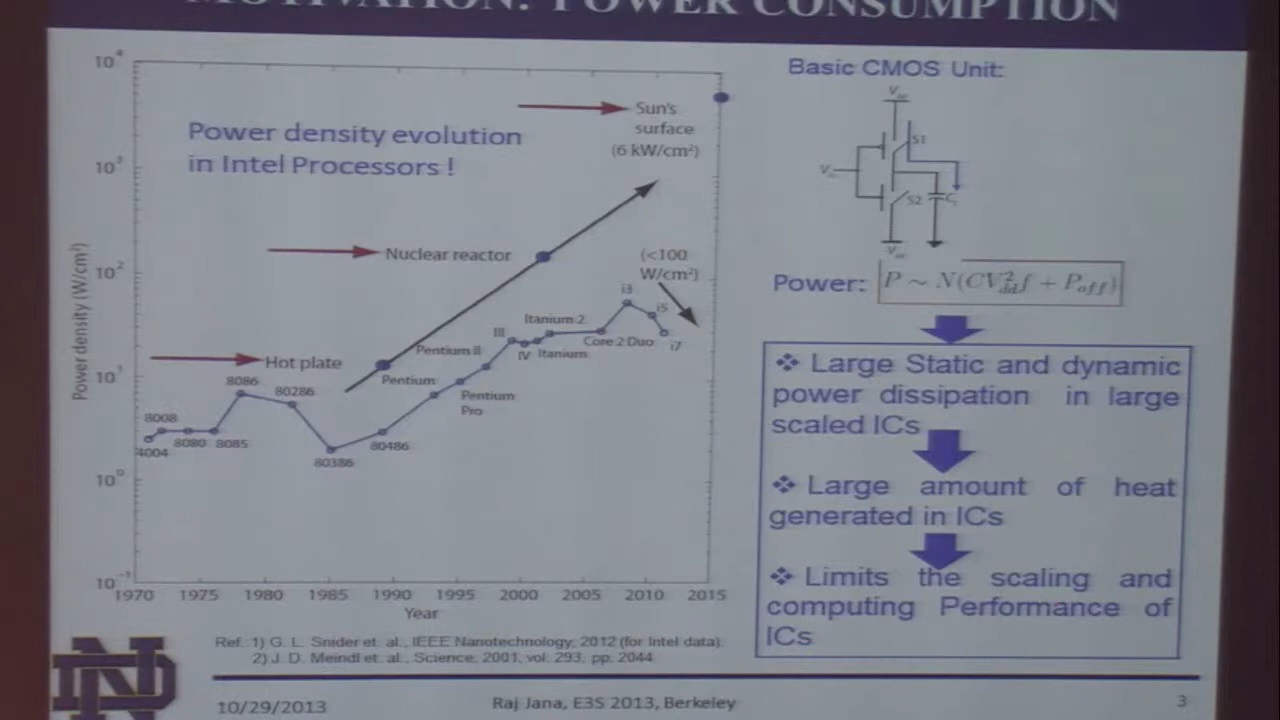 MOTIVATION: POWER CONSUMPTION
Power density evolution
in Intel Processors !
Sun's
surface
(6 kW/cm²)
Nuclear reactor
(<100
W/cm²)
Hot plate
4004
8008
8080
8085
8086
80286
80386
80486
Pentium
Pentium
Pro
Pentium II
III
IV
Itanium
Itanium 2
Core 2 Duo
i3
i5
i7
Power density (W/cm²)
10⁴
10³
10²
10¹
10⁰
10⁻¹
1970 1975 1980 1985 1990 1995 2000 2005 2010 2015
Year
Ref.:1) G. L. Snider et. al., IEEE Nanotechnology, 2012 (for Intel data).
2) J. D. Meindl et. al., Science, 2001, vol. 293, pp. 2044
Basic CMOS Unit:
S1
S2
Power: P ~ N(CV²_dd f + P_off)
❖ Large Static and dynamic
power dissipation in large
scaled ICs
❖ Large amount of heat
generated in ICs
❖ Limits the scaling and
computing Performance of
ICs
ND
10/29/2013
Raj Jana, E3S 2013, Berkeley
3